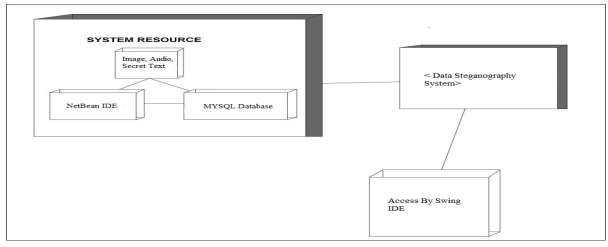 SYSTEM RESOURCE
Image, Audio,
Secret Text
NetBean IDE
MYSQL Database
< Data Steganography
System>
Access By Swing
IDE